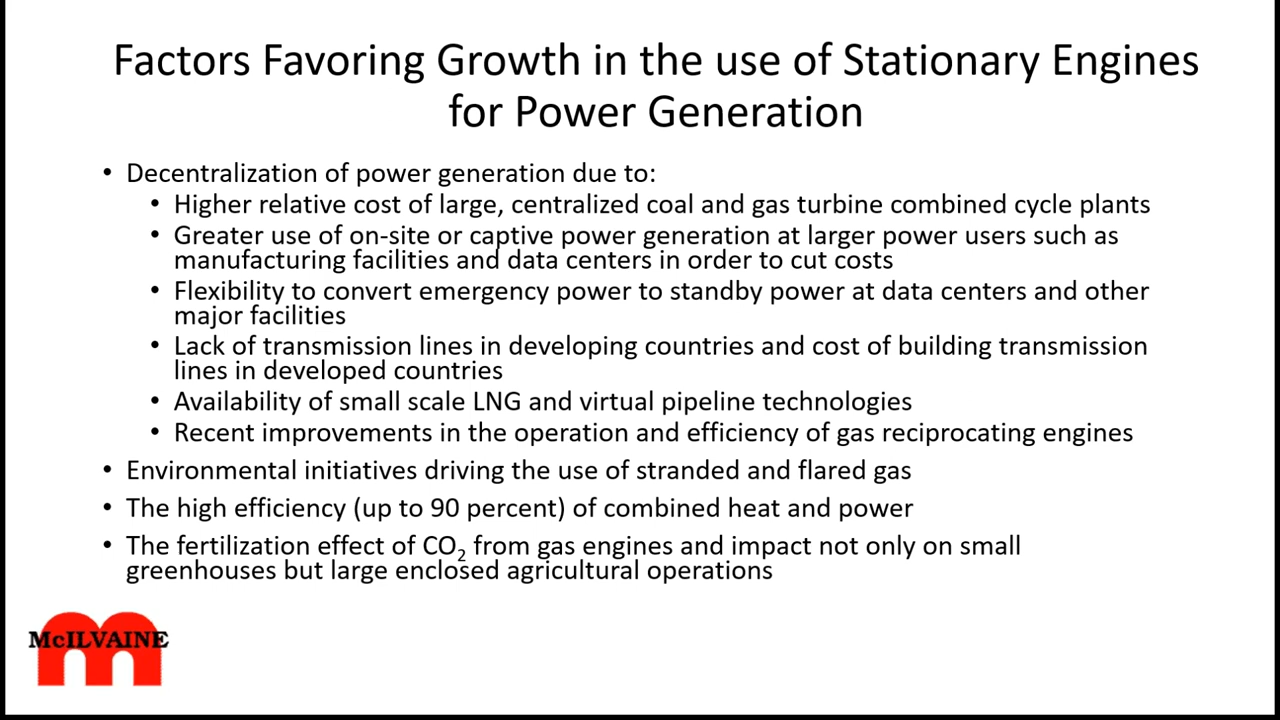 Factors Favoring Growth in the use of Stationary Engines
for Power Generation
• Decentralization of power generation due to:
• Higher relative cost of large, centralized coal and gas turbine combined cycle plants
• Greater use of on-site or captive power generation at larger power users such as
manufacturing facilities and data centers in order to cut costs
• Flexibility to convert emergency power to standby power at data centers and other
major facilities
• Lack of transmission lines in developing countries and cost of building transmission
lines in developed countries
• Availability of small scale LNG and virtual pipeline technologies
• Recent improvements in the operation and efficiency of gas reciprocating engines
• Environmental initiatives driving the use of stranded and flared gas
• The high efficiency (up to 90 percent) of combined heat and power
• The fertilization effect of CO₂ from gas engines and impact not only on small
greenhouses but large enclosed agricultural operations
McILVAINE